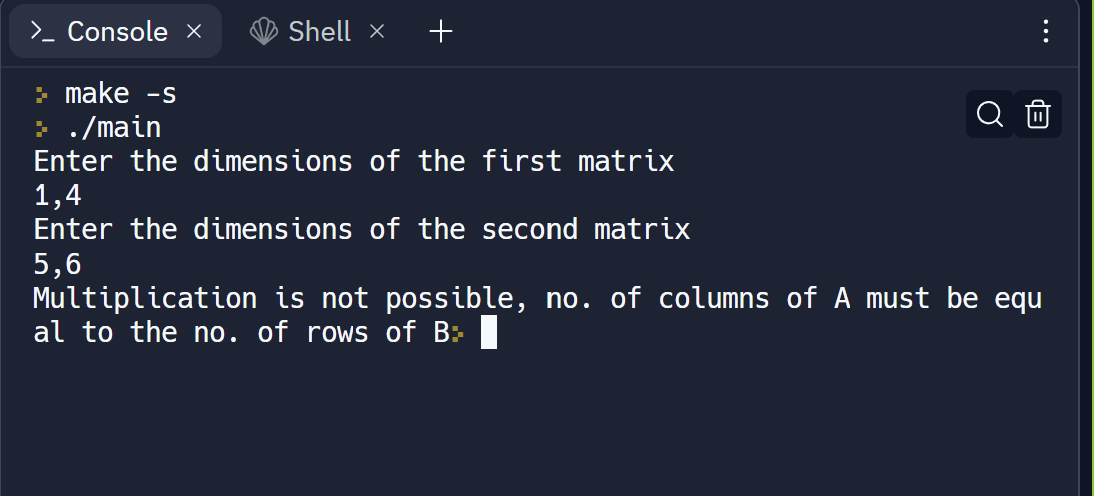 Console
Shell
make -s
./main
Enter the dimensions of the first matrix
1,4
Enter the dimensions of the second matrix
5,6
Multiplication is not possible, no. of columns of A must be equ
al to the no. of rows of B